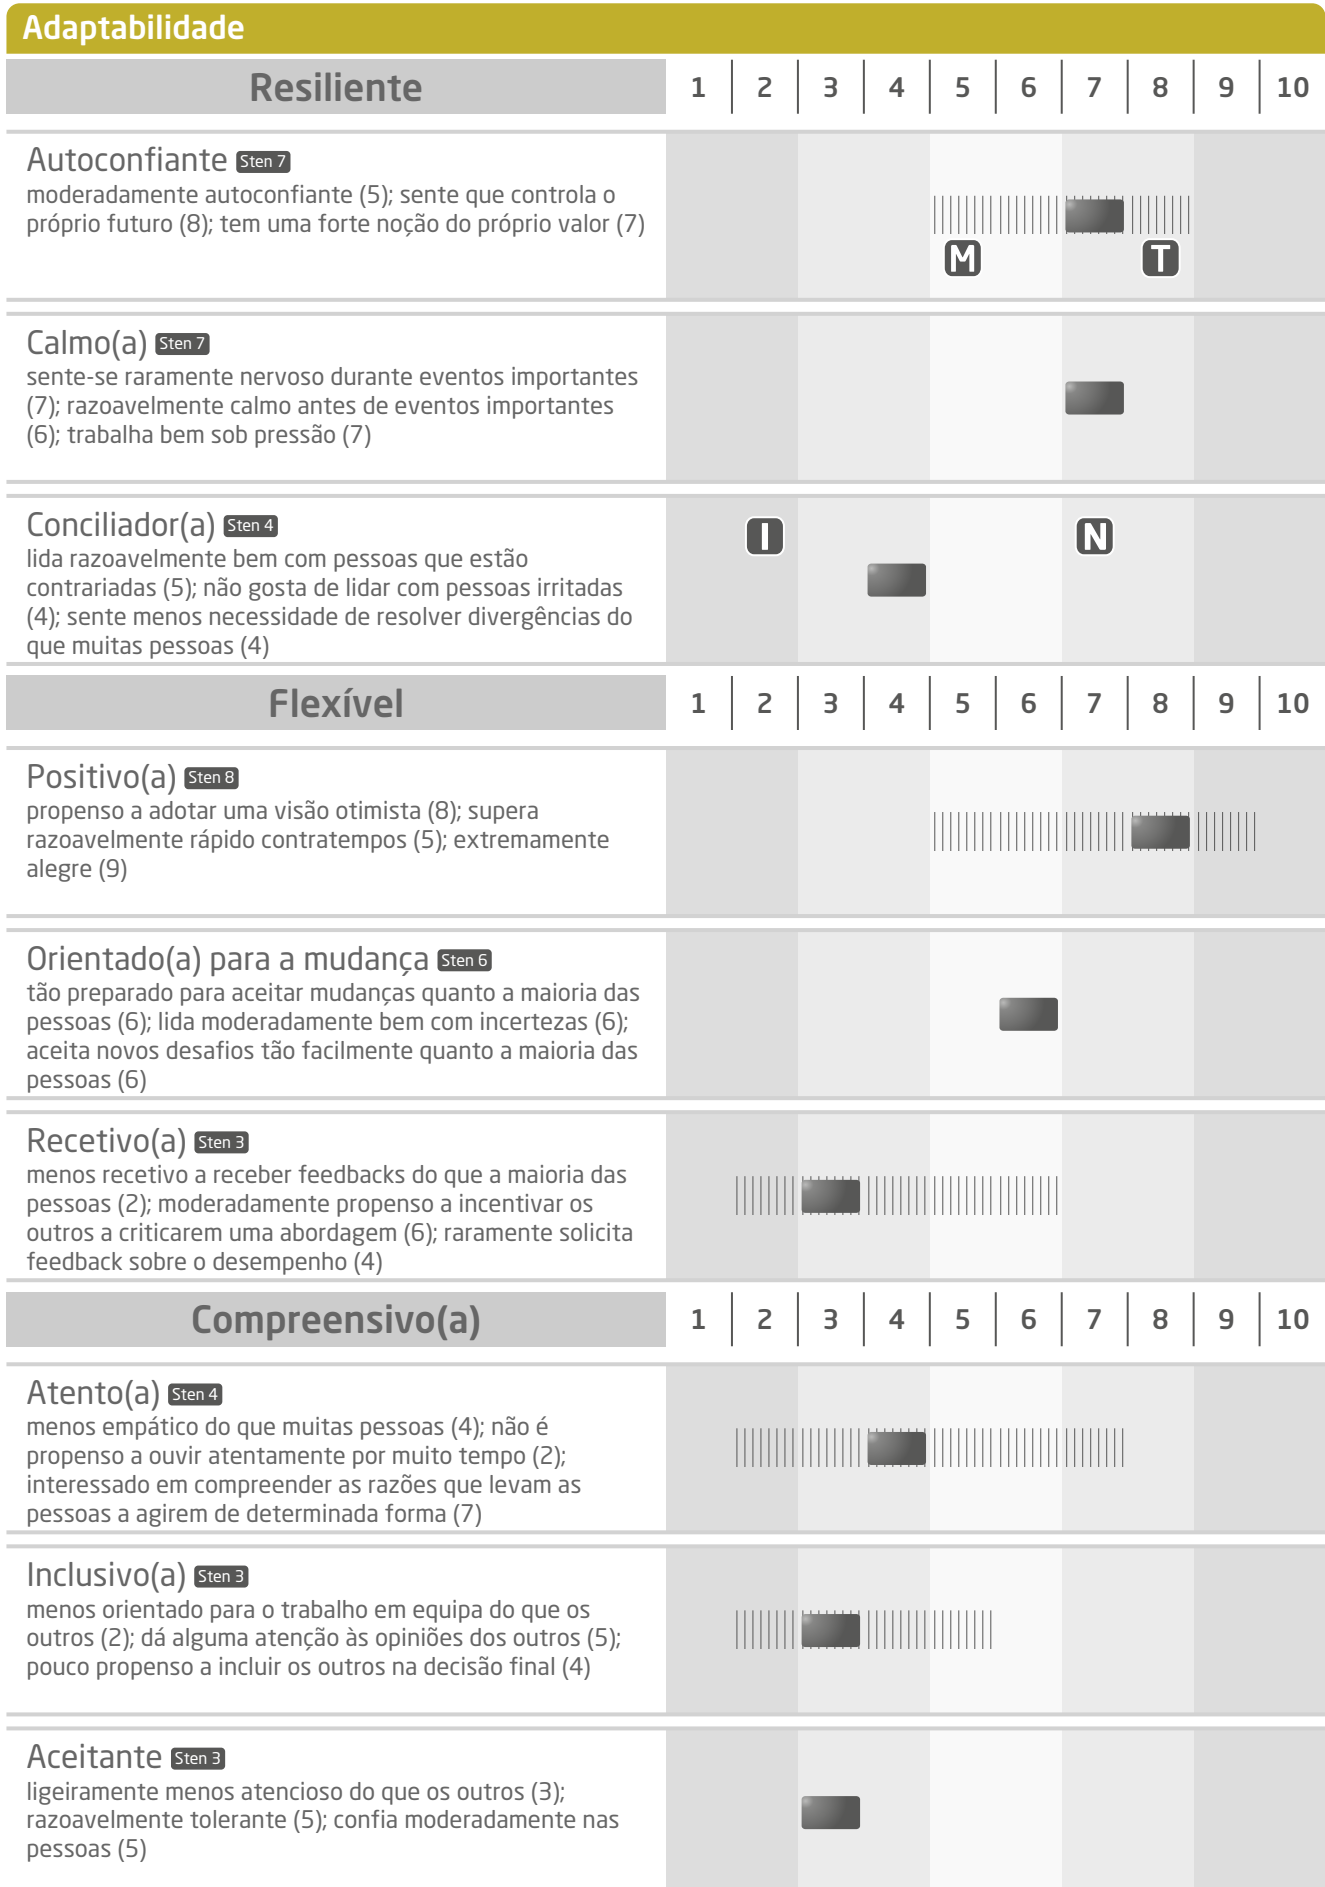 Adaptabilidade
Resiliente 1 2 3 4 5 6 7 8 9 10
Autoconfiante Sten 7
moderadamente autoconfiante (5); sente que controla o
próprio futuro (8); tem uma forte noção do próprio valor (7)
M T
Calmo(a) Sten 7
sente-se raramente nervoso durante eventos importantes
(7); razoavelmente calmo antes de eventos importantes
(6); trabalha bem sob pressão (7)
Conciliador(a) Sten 4
I N
lida razoavelmente bem com pessoas que estão
contrariadas (5); não gosta de lidar com pessoas irritadas
(4); sente menos necessidade de resolver divergências do
que muitas pessoas (4)
Flexível 1 2 3 4 5 6 7 8 9 10
Positivo(a) Sten 8
propenso a adotar uma visão otimista (8); supera
razoavelmente rápido contratempos (5); extremamente
alegre (9)
Orientado(a) para a mudança Sten 6
tão preparado para aceitar mudanças quanto a maioria das
pessoas (6); lida moderadamente bem com incertezas (6);
aceita novos desafios tão facilmente quanto a maioria das
pessoas (6)
Recetivo(a) Sten 3
menos recetivo a receber feedbacks do que a maioria das
pessoas (2); moderadamente propenso a incentivar os
outros a criticarem uma abordagem (6); raramente solicita
feedback sobre o desempenho (4)
Compreensivo(a) 1 2 3 4 5 6 7 8 9 10
Atento(a) Sten 4
menos empático do que muitas pessoas (4); não é
propenso a ouvir atentamente por muito tempo (2);
interessado em compreender as razões que levam as
pessoas a agirem de determinada forma (7)
Inclusivo(a) Sten 3
menos orientado para o trabalho em equipa do que os
outros (2); dá alguma atenção às opiniões dos outros (5);
pouco propenso a incluir os outros na decisão final (4)
Aceitante Sten 3
ligeiramente menos atencioso do que os outros (3);
razoavelmente tolerante (5); confia moderadamente nas
pessoas (5)